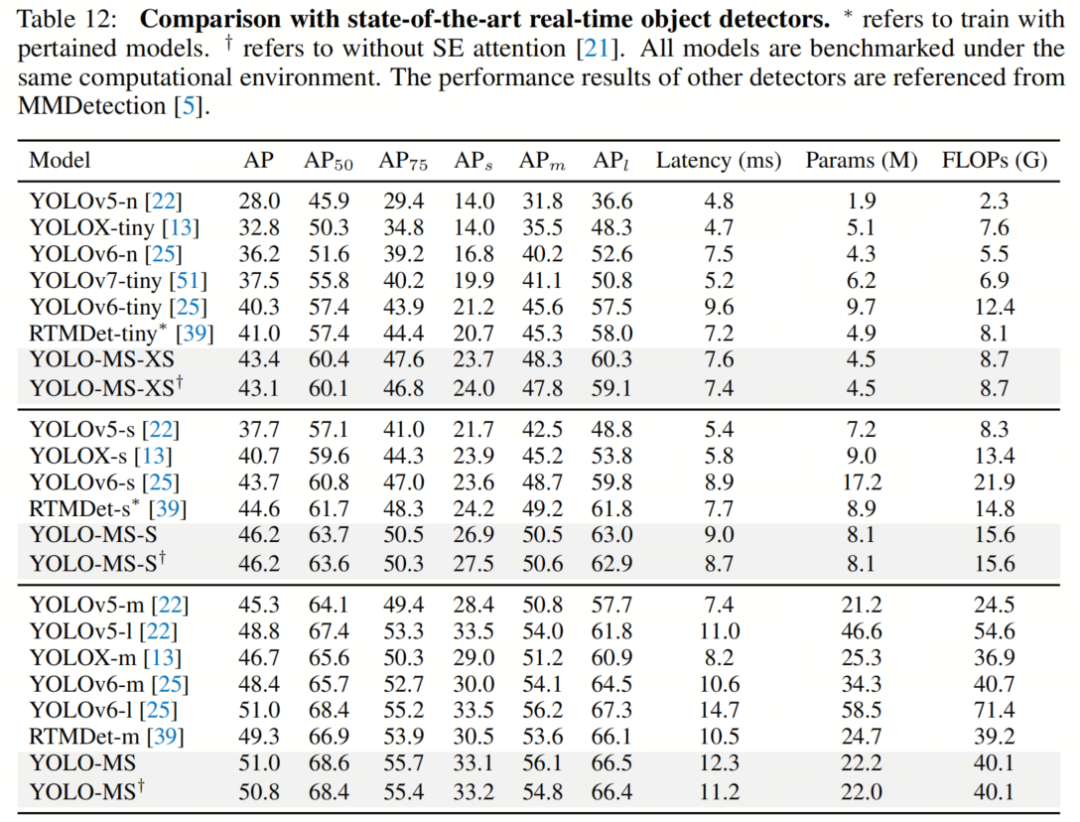 Table 12: Comparison with state-of-the-art real-time object detectors. * refers to train with
pertained models. † refers to without SE attention [21]. All models are benchmarked under the
same computational environment. The performance results of other detectors are referenced from
MMDetection [5].
Model AP AP50 AP75 APs APm APl Latency (ms) Params (M) FLOPs (G)
YOLOv5-n [22] 28.0 45.9 29.4 14.0 31.8 36.6 4.8 1.9 2.3
YOLOX-tiny [13] 32.8 50.3 34.8 14.0 35.5 48.3 4.7 5.1 7.6
YOLOv6-n [25] 36.2 51.6 39.2 16.8 40.2 52.6 7.5 4.3 5.5
YOLOv7-tiny [51] 37.5 55.8 40.2 19.9 41.1 50.8 5.2 6.2 6.9
YOLOv6-tiny [25] 40.3 57.4 43.9 21.2 45.6 57.5 9.6 9.7 12.4
RTMDet-tiny* [39] 41.0 57.4 44.4 20.7 45.3 58.0 7.2 4.9 8.1
YOLO-MS-XS 43.4 60.4 47.6 23.7 48.3 60.3 7.6 4.5 8.7
YOLO-MS-XS† 43.1 60.1 46.8 24.0 47.8 59.1 7.4 4.5 8.7
YOLOv5-s [22] 37.7 57.1 41.0 21.7 42.5 48.8 5.4 7.2 8.3
YOLOX-s [13] 40.7 59.6 44.3 23.9 45.2 53.8 5.8 9.0 13.4
YOLOv6-s [25] 43.7 60.8 47.0 23.6 48.7 59.8 8.9 17.2 21.9
RTMDet-s* [39] 44.6 61.7 48.3 24.2 49.2 61.8 7.7 8.9 14.8
YOLO-MS-S 46.2 63.7 50.5 26.9 50.5 63.0 9.0 8.1 15.6
YOLO-MS-S† 46.2 63.6 50.3 27.5 50.6 62.9 8.7 8.1 15.6
YOLOv5-m [22] 45.3 64.1 49.4 28.4 50.8 57.7 7.4 21.2 24.5
YOLOv5-l [22] 48.8 67.4 53.3 33.5 54.0 61.8 11.0 46.6 54.6
YOLOX-m [13] 46.7 65.6 50.3 29.0 51.2 60.9 8.2 25.3 36.9
YOLOv6-m [25] 48.4 65.7 52.7 30.0 54.1 64.5 10.6 34.3 40.7
YOLOv6-l [25] 51.0 68.4 55.2 33.5 56.2 67.3 14.7 58.5 71.4
RTMDet-m [39] 49.3 66.9 53.9 30.5 53.6 66.1 10.5 24.7 39.2
YOLO-MS 51.0 68.6 55.7 33.1 56.1 66.5 12.3 22.2 40.1
YOLO-MS† 50.8 68.4 55.4 33.2 54.8 66.4 11.2 22.0 40.1